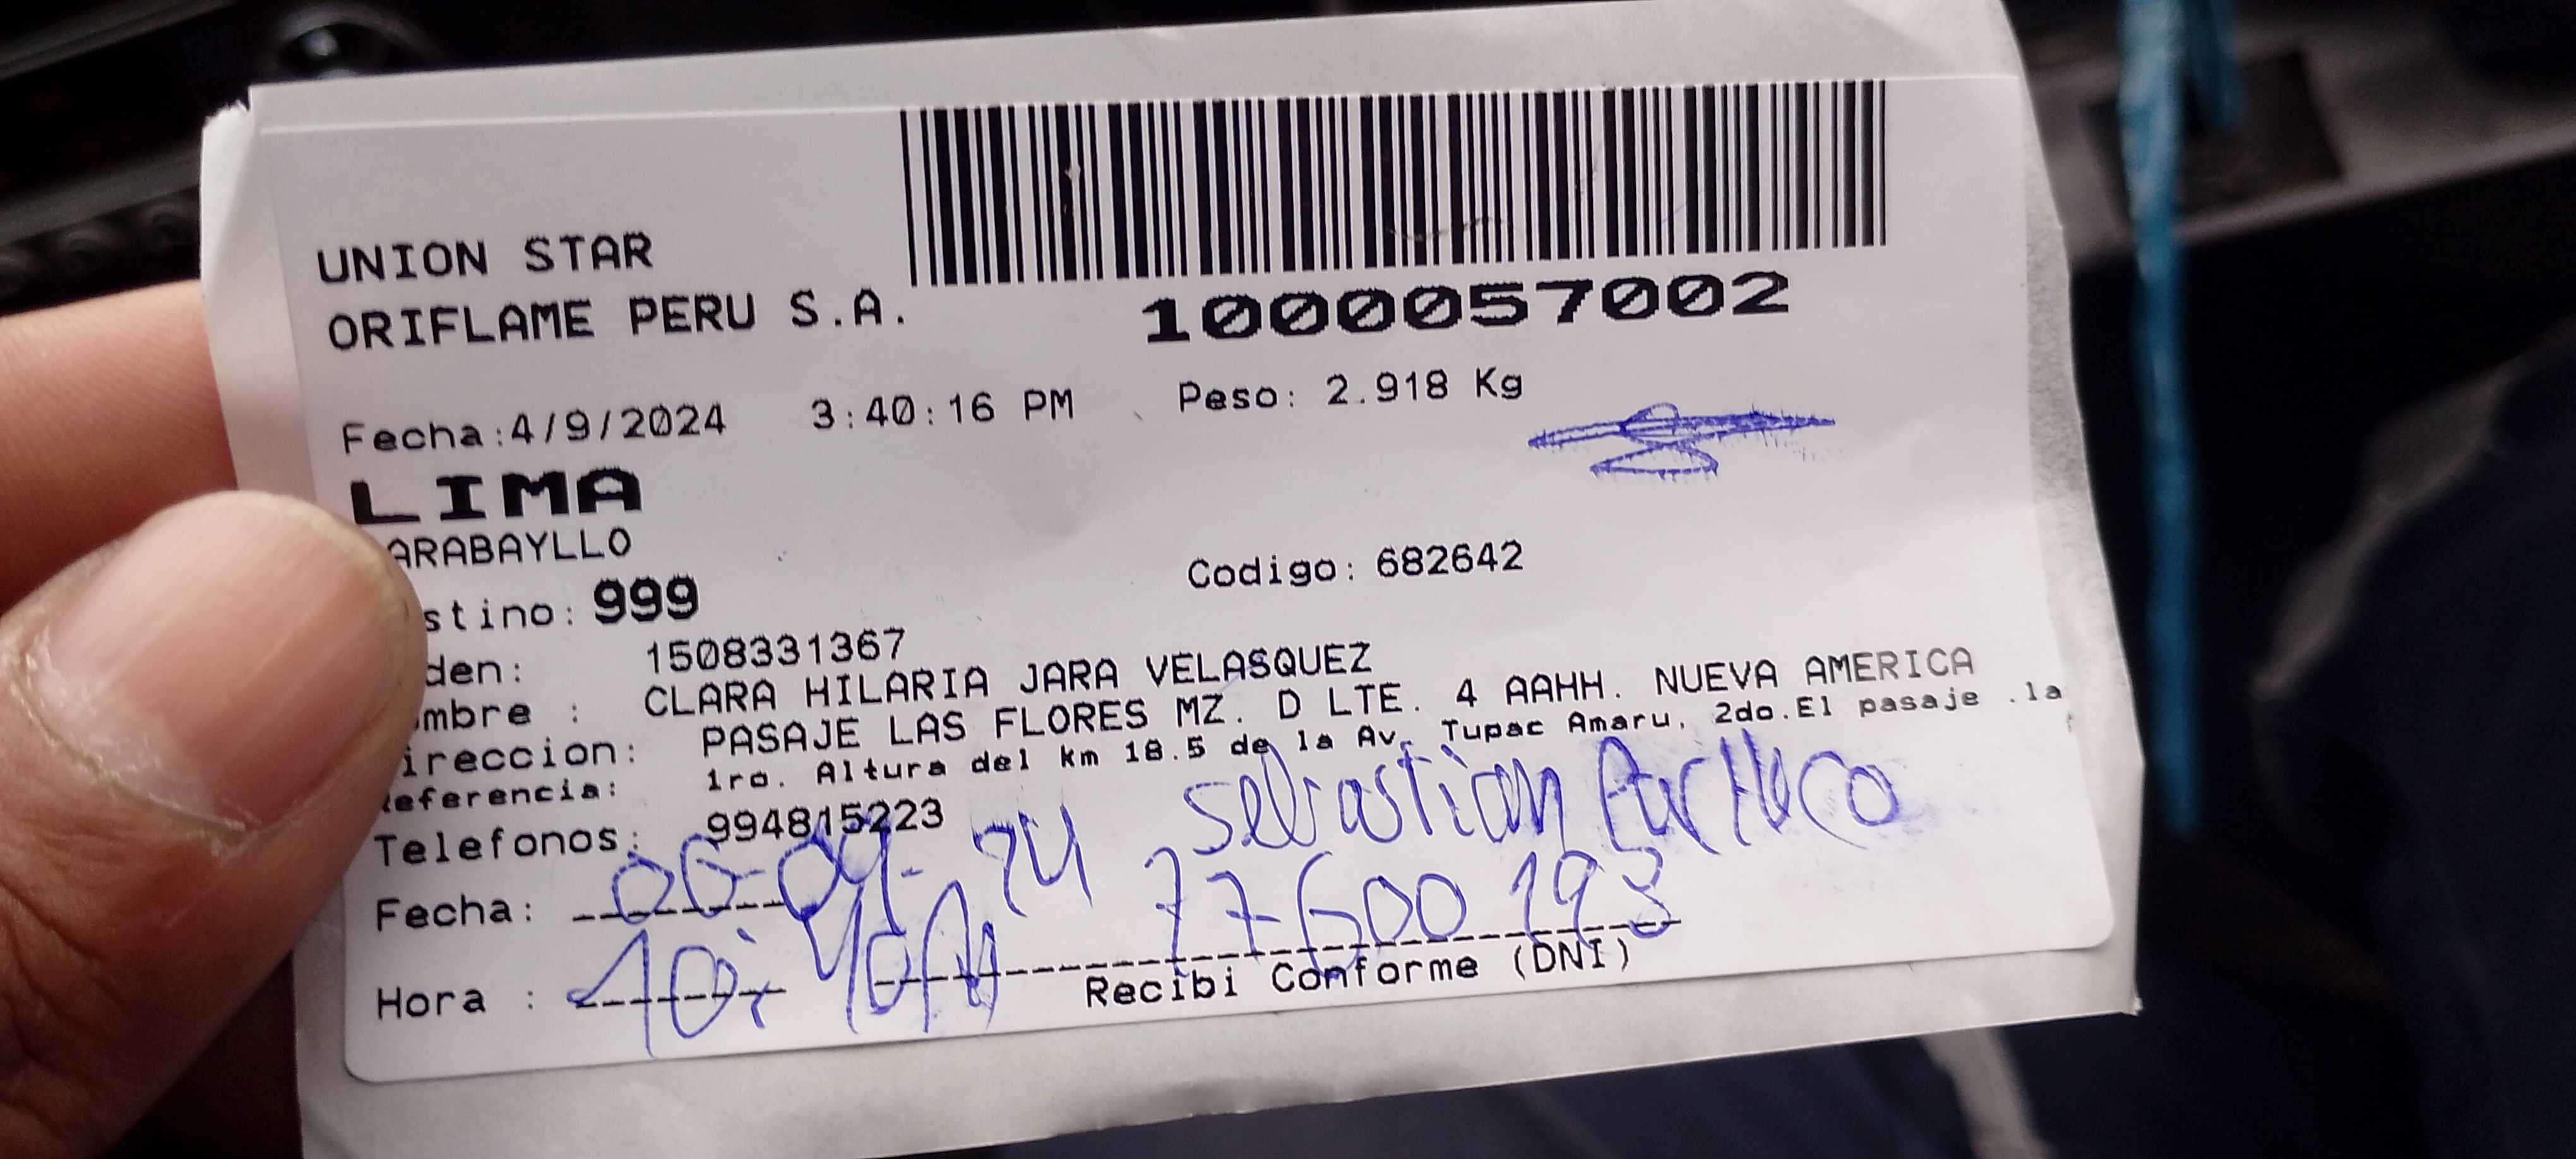 UNION STAR
ORIFLAME PERU S.A.
1000057002
Fecha:4/9/2024 3:40:16 PM Peso: 2.918 Kg
LIMA
ARABAYLLO
stino: 999 Codigo: 682642
den: 1508331367
mbre : CLARA HILARIA JARA VELASQUEZ
ireccion: PASAJE LAS FLORES MZ. D LTE. 4 AAHH. NUEVA AMERICA
eferencia: 1ro. Altura del km 18.5 de la Av. Tupac Amaru, 2do.El pasaje .la
Telefonos: 994815223
Sebastian Pacheco
Fecha: 06-09-24 77600193
Hora : 10:40AM
Recibi Conforme (DNI)